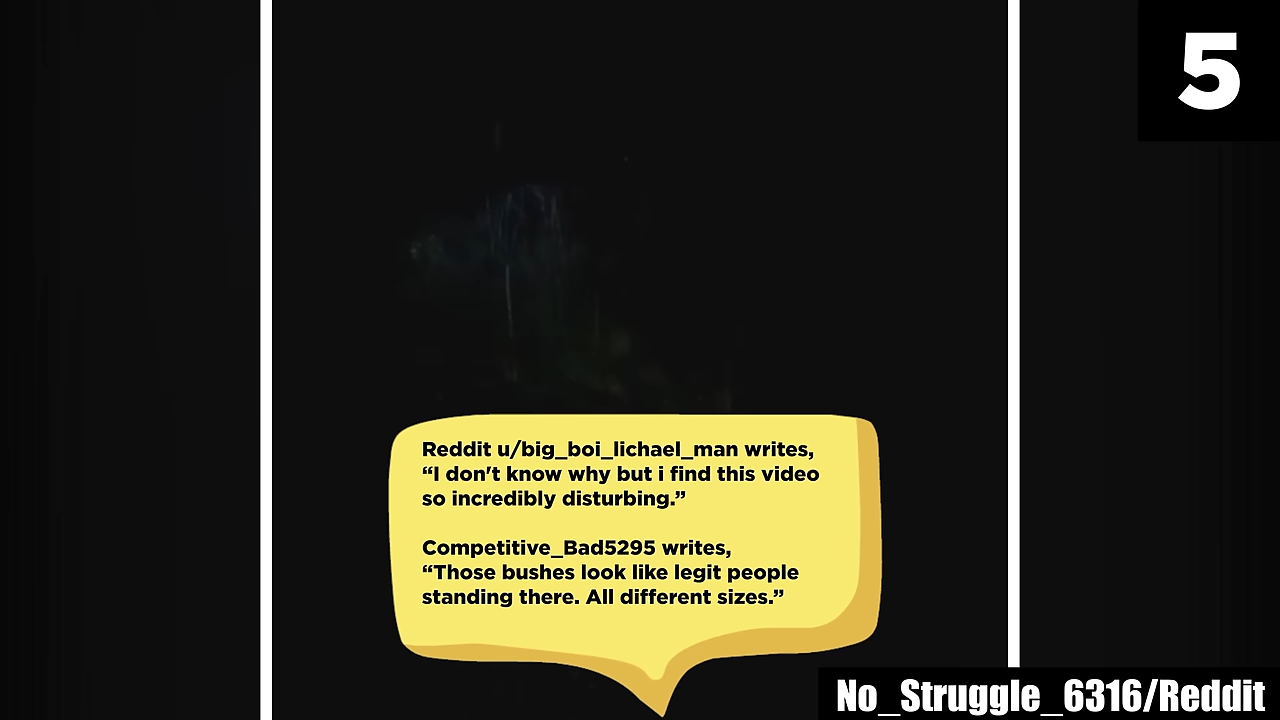 5
Reddit u/big_boi_lichael_man writes,
“I don't know why but i find this video
so incredibly disturbing.”
Competitive_Bad5295 writes,
“Those bushes look like legit people
standing there. All different sizes.”
No_Struggle_6316/Reddit